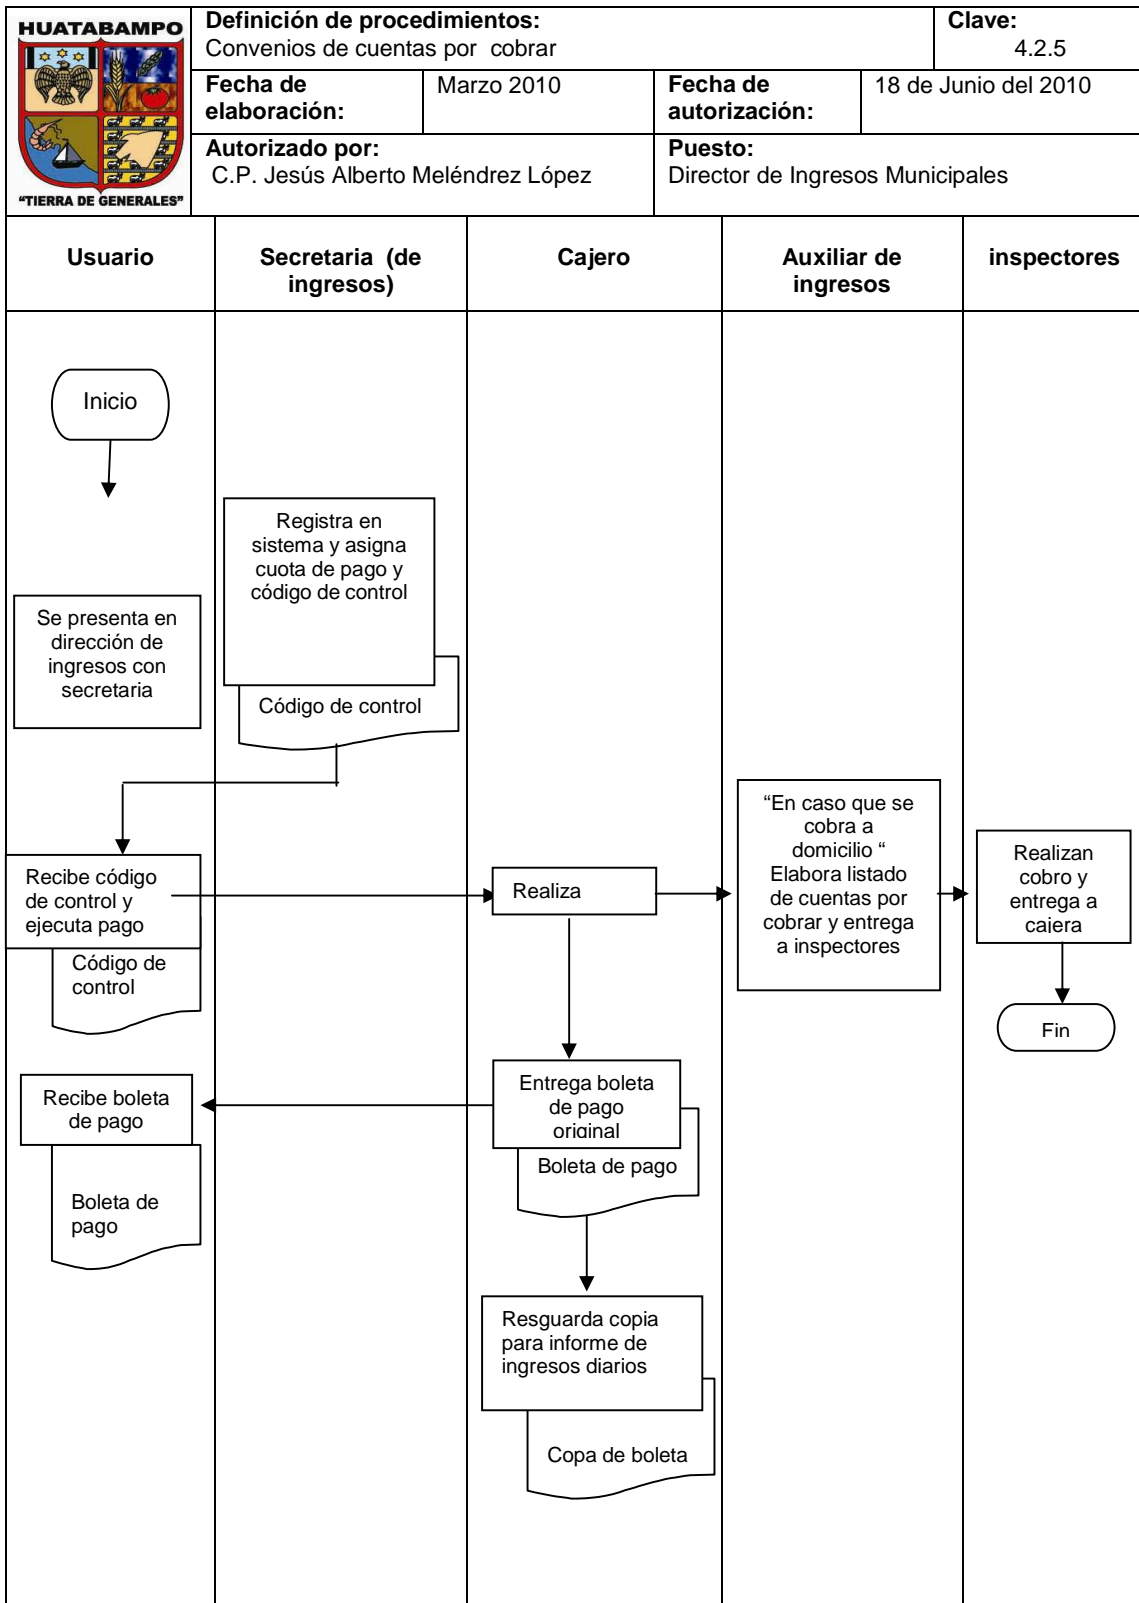 HUATABAMPO
"TIERRA DE GENERALES"
Definición de procedimientos:
Convenios de cuentas por cobrar
Clave:
4.2.5
Fecha de
elaboración:
Marzo 2010
Fecha de
autorización:
18 de Junio del 2010
Autorizado por:
C.P. Jesús Alberto Meléndrez López
Puesto:
Director de Ingresos Municipales
Usuario
Secretaria (de
ingresos)
Cajero
Auxiliar de
ingresos
inspectores
Inicio
Registra en
sistema y asigna
cuota de pago y
código de control
Código de control
Se presenta en
dirección de
ingresos con
secretaria
Recibe código
de control y
ejecuta pago
Código de
control
Realiza
“En caso que se
cobra a
domicilio “
Elabora listado
de cuentas por
cobrar y entrega
a inspectores
Realizan
cobro y
entrega a
cajera
Fin
Entrega boleta
de pago
original
Boleta de pago
Recibe boleta
de pago
Boleta de
pago
Resguarda copia
para informe de
ingresos diarios
Copa de boleta